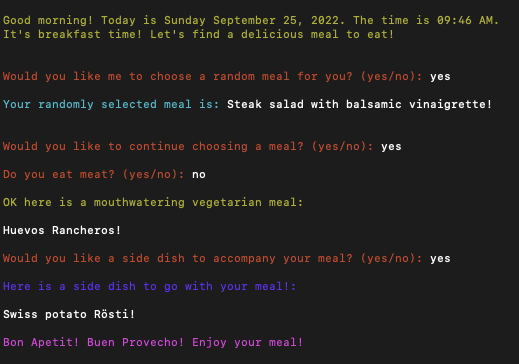 Good morning! Today is Sunday September 25, 2022. The time is 09:46 AM.
It's breakfast time! Let's find a delicious meal to eat!
Would you like me to choose a random meal for you? (yes/no): yes
Your randomly selected meal is: Steak salad with balsamic vinaigrette!
Would you like to continue choosing a meal? (yes/no): yes
Do you eat meat? (yes/no): no
OK here is a mouthwatering vegetarian meal:
Huevos Rancheros!
Would you like a side dish to accompany your meal? (yes/no): yes
Here is a side dish to go with your meal!:
Swiss potato Rösti!
Bon Apetit! Buen Provecho! Enjoy your meal!